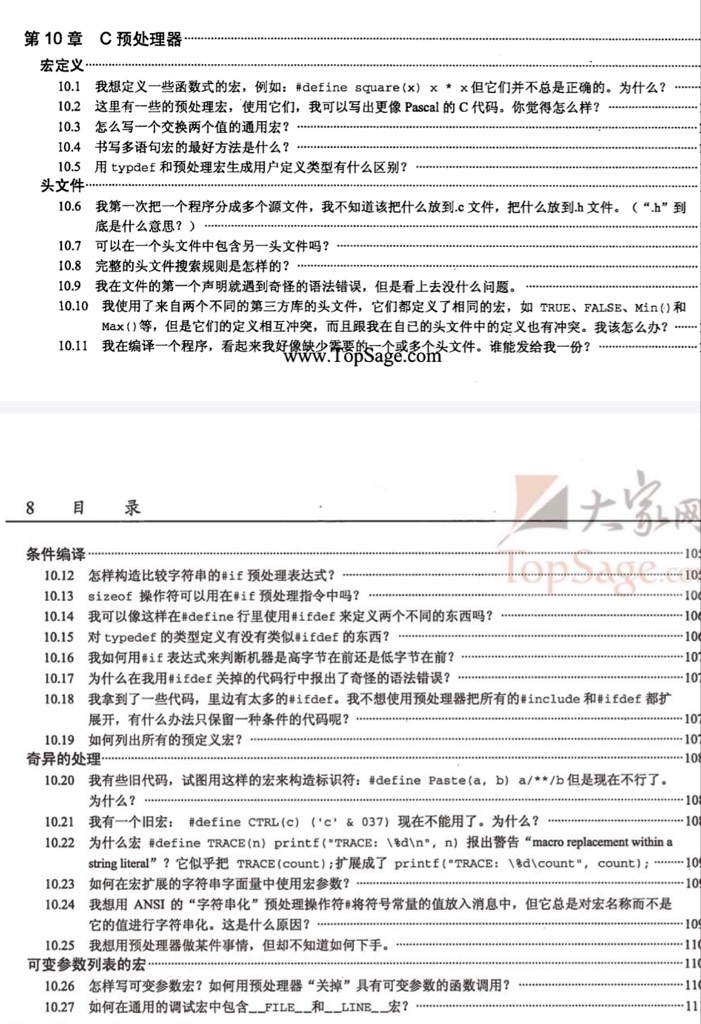 第 10 章 C 预处理器
宏定义
10.1 我想定义一些函数式的宏，例如：#define square(x) x * x但它们并不总是正确的。为什么？
10.2 这里有一些的预处理宏，使用它们，我可以写出更像 Pascal 的 C 代码。你觉得怎么样？
10.3 怎么写一个交换两个值的通用宏？
10.4 书写多语句宏的最好方法是什么？
10.5 用 typdef 和预处理宏生成用户定义类型有什么区别？
头文件
10.6 我第一次把一个程序分成多个源文件，我不知道该把什么放到.c 文件，把什么放到.h 文件。（“.h”到
底是什么意思？）
10.7 可以在一个头文件中包含另一头文件吗？
10.8 完整的头文件搜索规则是怎样的？
10.9 我在文件的第一个声明就遇到奇怪的语法错误，但是看上去没什么问题。
10.10 我使用了来自两个不同的第三方库的头文件，它们都定义了相同的宏，如 TRUE、FALSE、Min()和
Max()等，但是它们的定义相互冲突，而且跟我在自已的头文件中的定义也有冲突。我该怎么办？
10.11 我在编译一个程序，看起来我好像缺少需要的一个或多个头文件。谁能发给我一份？
www.TopSage.com
8 目 录
大家网
TopSage.co
条件编译 105
10.12 怎样构造比较字符串的#if 预处理表达式？ 105
10.13 sizeof 操作符可以用在#if 预处理指令中吗？ 106
10.14 我可以像这样在#define 行里使用#ifdef 来定义两个不同的东西吗？ 106
10.15 对 typedef 的类型定义有没有类似#ifdef 的东西？ 106
10.16 我如何用#if 表达式来判断机器是高字节在前还是低字节在前？ 107
10.17 为什么在我用#ifdef 关掉的代码行中报出了奇怪的语法错误？ 107
10.18 我拿到了一些代码，里边有太多的#ifdef。我不想使用预处理器把所有的#include 和#ifdef 都扩
展开，有什么办法只保留一种条件的代码呢？ 107
10.19 如何列出所有的预定义宏？ 107
奇异的处理 108
10.20 我有些旧代码，试图用这样的宏来构造标识符：#define Paste(a, b) a/**/b但是现在不行了。
为什么？ 108
10.21 我有一个旧宏： #define CTRL(c) ('c' & 037) 现在不能用了。为什么？ 108
10.22 为什么宏 #define TRACE(n) printf("TRACE: \%d\n", n) 报出警告“macro replacement within a
string literal”？它似乎把 TRACE(count);扩展成了 printf("TRACE: \%d\count", count); 109
10.23 如何在宏扩展的字符串字面量中使用宏参数？ 109
10.24 我想用 ANSI 的“字符串化”预处理操作符#将符号常量的值放入消息中，但它总是对宏名称而不是
它的值进行字符串化。这是什么原因？ 109
10.25 我想用预处理器做某件事情，但却不知道如何下手。 110
可变参数列表的宏 110
10.26 怎样写可变参数宏？如何用预处理器“关掉”具有可变参数的函数调用？ 110
10.27 如何在通用的调试宏中包含__FILE__和__LINE__宏？ 11